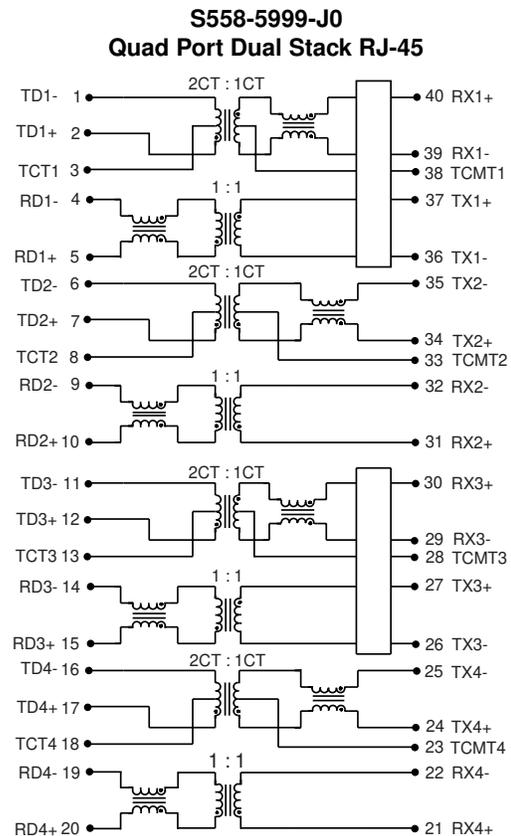 S558-5999-J0
Quad Port Dual Stack RJ-45
2CT : 1CT
TD1- 1
40 RX1+
TD1+ 2
39 RX1-
TCT1 3
38 TCMT1
1 : 1
RD1- 4
37 TX1+
RD1+ 5
36 TX1-
2CT : 1CT
TD2- 6
35 TX2-
TD2+ 7
34 TX2+
TCT2 8
33 TCMT2
1 : 1
RD2- 9
32 RX2-
RD2+ 10
31 RX2+
2CT : 1CT
TD3- 11
30 RX3+
TD3+ 12
29 RX3-
TCT3 13
28 TCMT3
1 : 1
RD3- 14
27 TX3+
RD3+ 15
26 TX3-
2CT : 1CT
TD4- 16
25 TX4-
TD4+ 17
24 TX4+
TCT4 18
23 TCMT4
1 : 1
RD4- 19
22 RX4-
RD4+ 20
21 RX4+